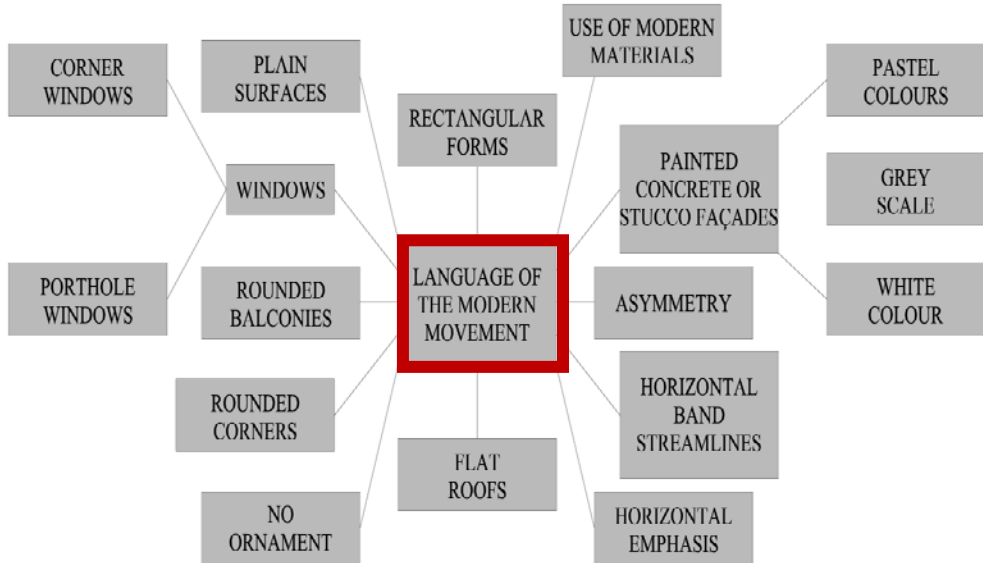 USE OF MODERN
MATERIALS
CORNER
WINDOWS
PLAIN
SURFACES
PASTEL
COLOURS
RECTANGULAR
FORMS
PAINTED
CONCRETE OR
STUCCO FAÇADES
WINDOWS
GREY
SCALE
LANGUAGE OF
THE MODERN
MOVEMENT
PORTHOLE
WINDOWS
ROUNDED
BALCONIES
ASYMMETRY
WHITE
COLOUR
ROUNDED
CORNERS
HORIZONTAL
BAND
STREAMLINES
FLAT
ROOFS
NO
ORNAMENT
HORIZONTAL
EMPHASIS